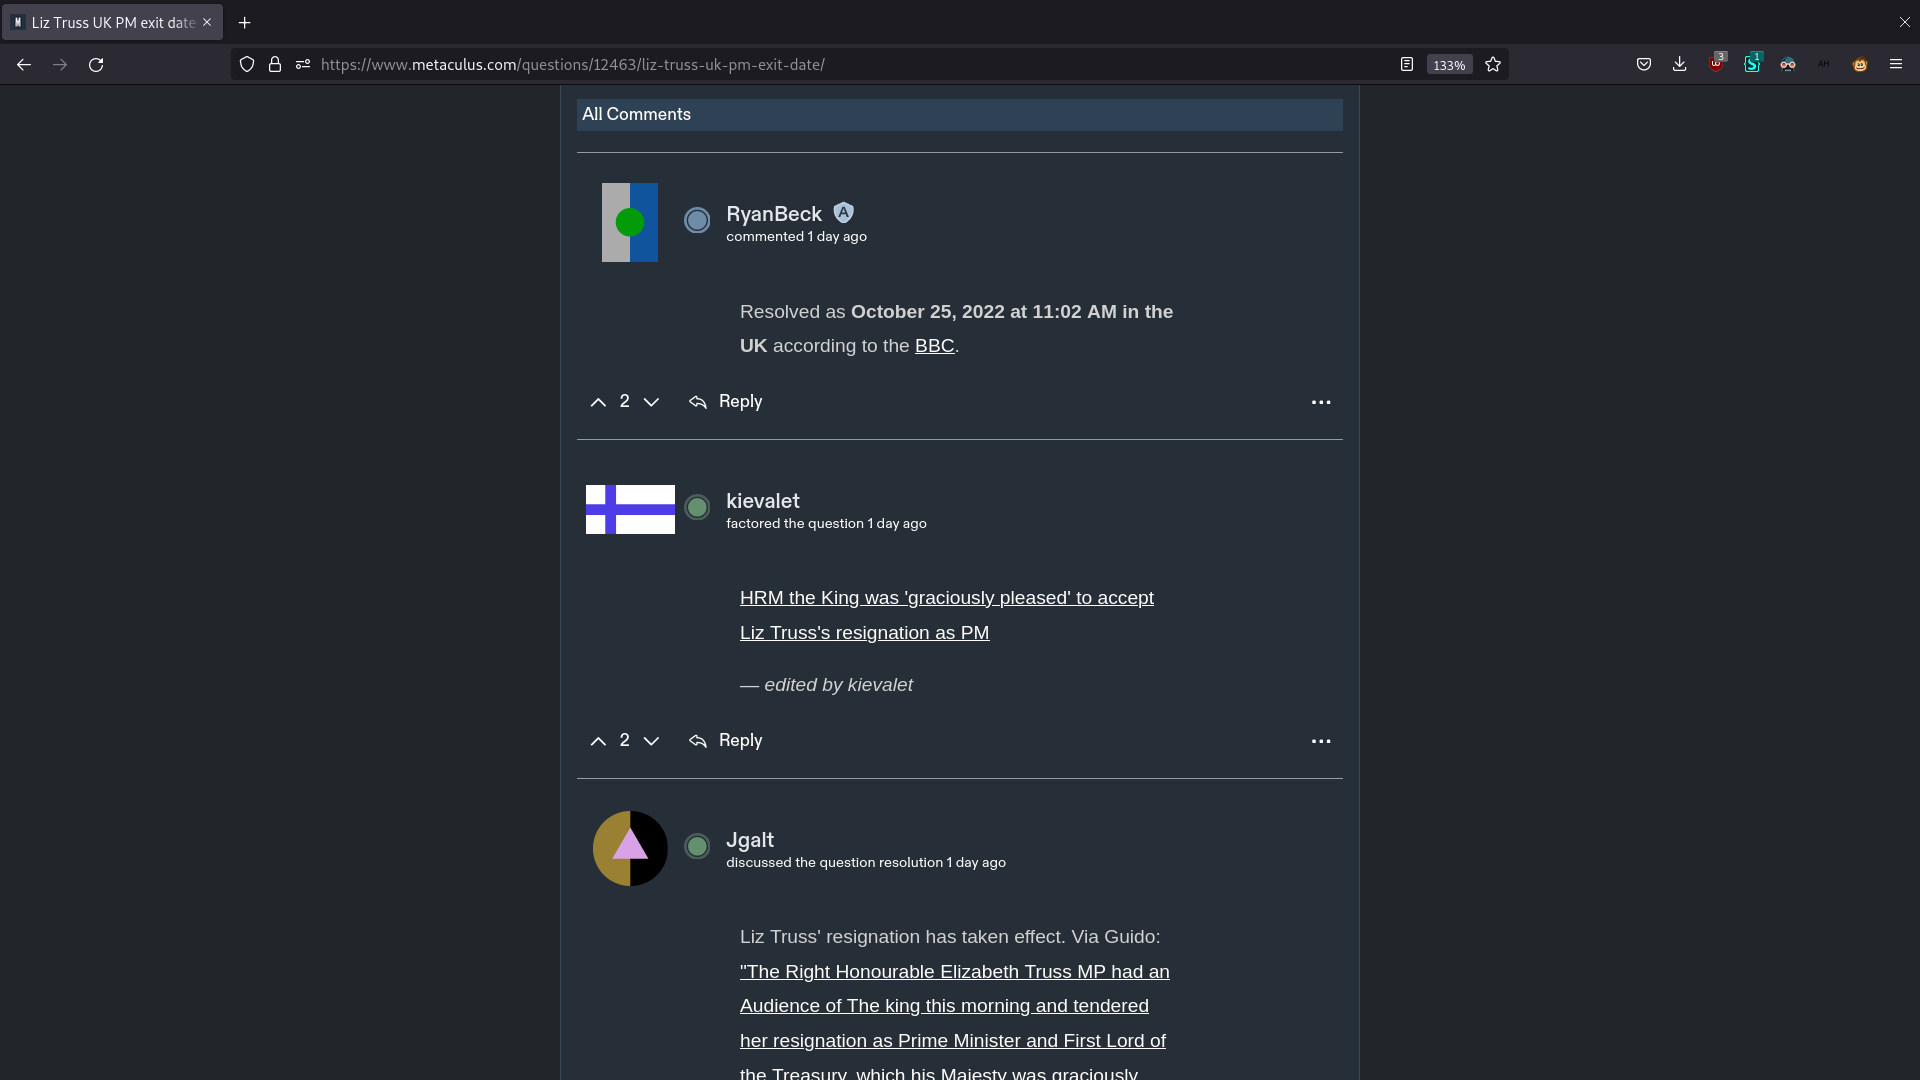 Liz Truss UK PM exit date
https://www.metaculus.com/questions/12463/liz-truss-uk-pm-exit-date/
133%
3
1
AH
All Comments
RyanBeck A
commented 1 day ago
Resolved as October 25, 2022 at 11:02 AM in the
UK according to the BBC.
2 Reply
kievalet
factored the question 1 day ago
HRM the King was 'graciously pleased' to accept
Liz Truss's resignation as PM
— edited by kievalet
2 Reply
Jgalt
discussed the question resolution 1 day ago
Liz Truss' resignation has taken effect. Via Guido:
"The Right Honourable Elizabeth Truss MP had an
Audience of The king this morning and tendered
her resignation as Prime Minister and First Lord of
the Treasury, which his Majesty was graciously